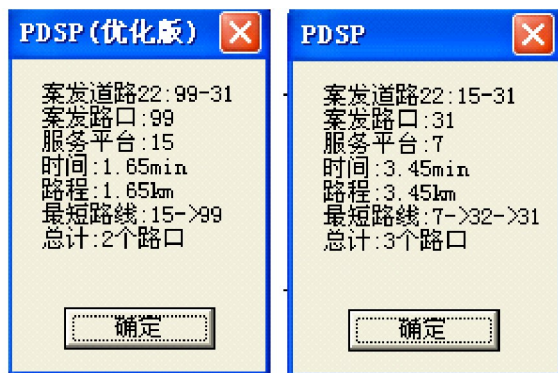 PDSP(优化版)
案发道路22:99-31
案发路口:99
服务平台:15
时间:1.65min
路程:1.65km
最短路线:15->99
总计:2个路口
确定
PDSP
案发道路22:15-31
案发路口:31
服务平台:7
时间:3.45min
路程:3.45km
最短路线:7->32->31
总计:3个路口
确定